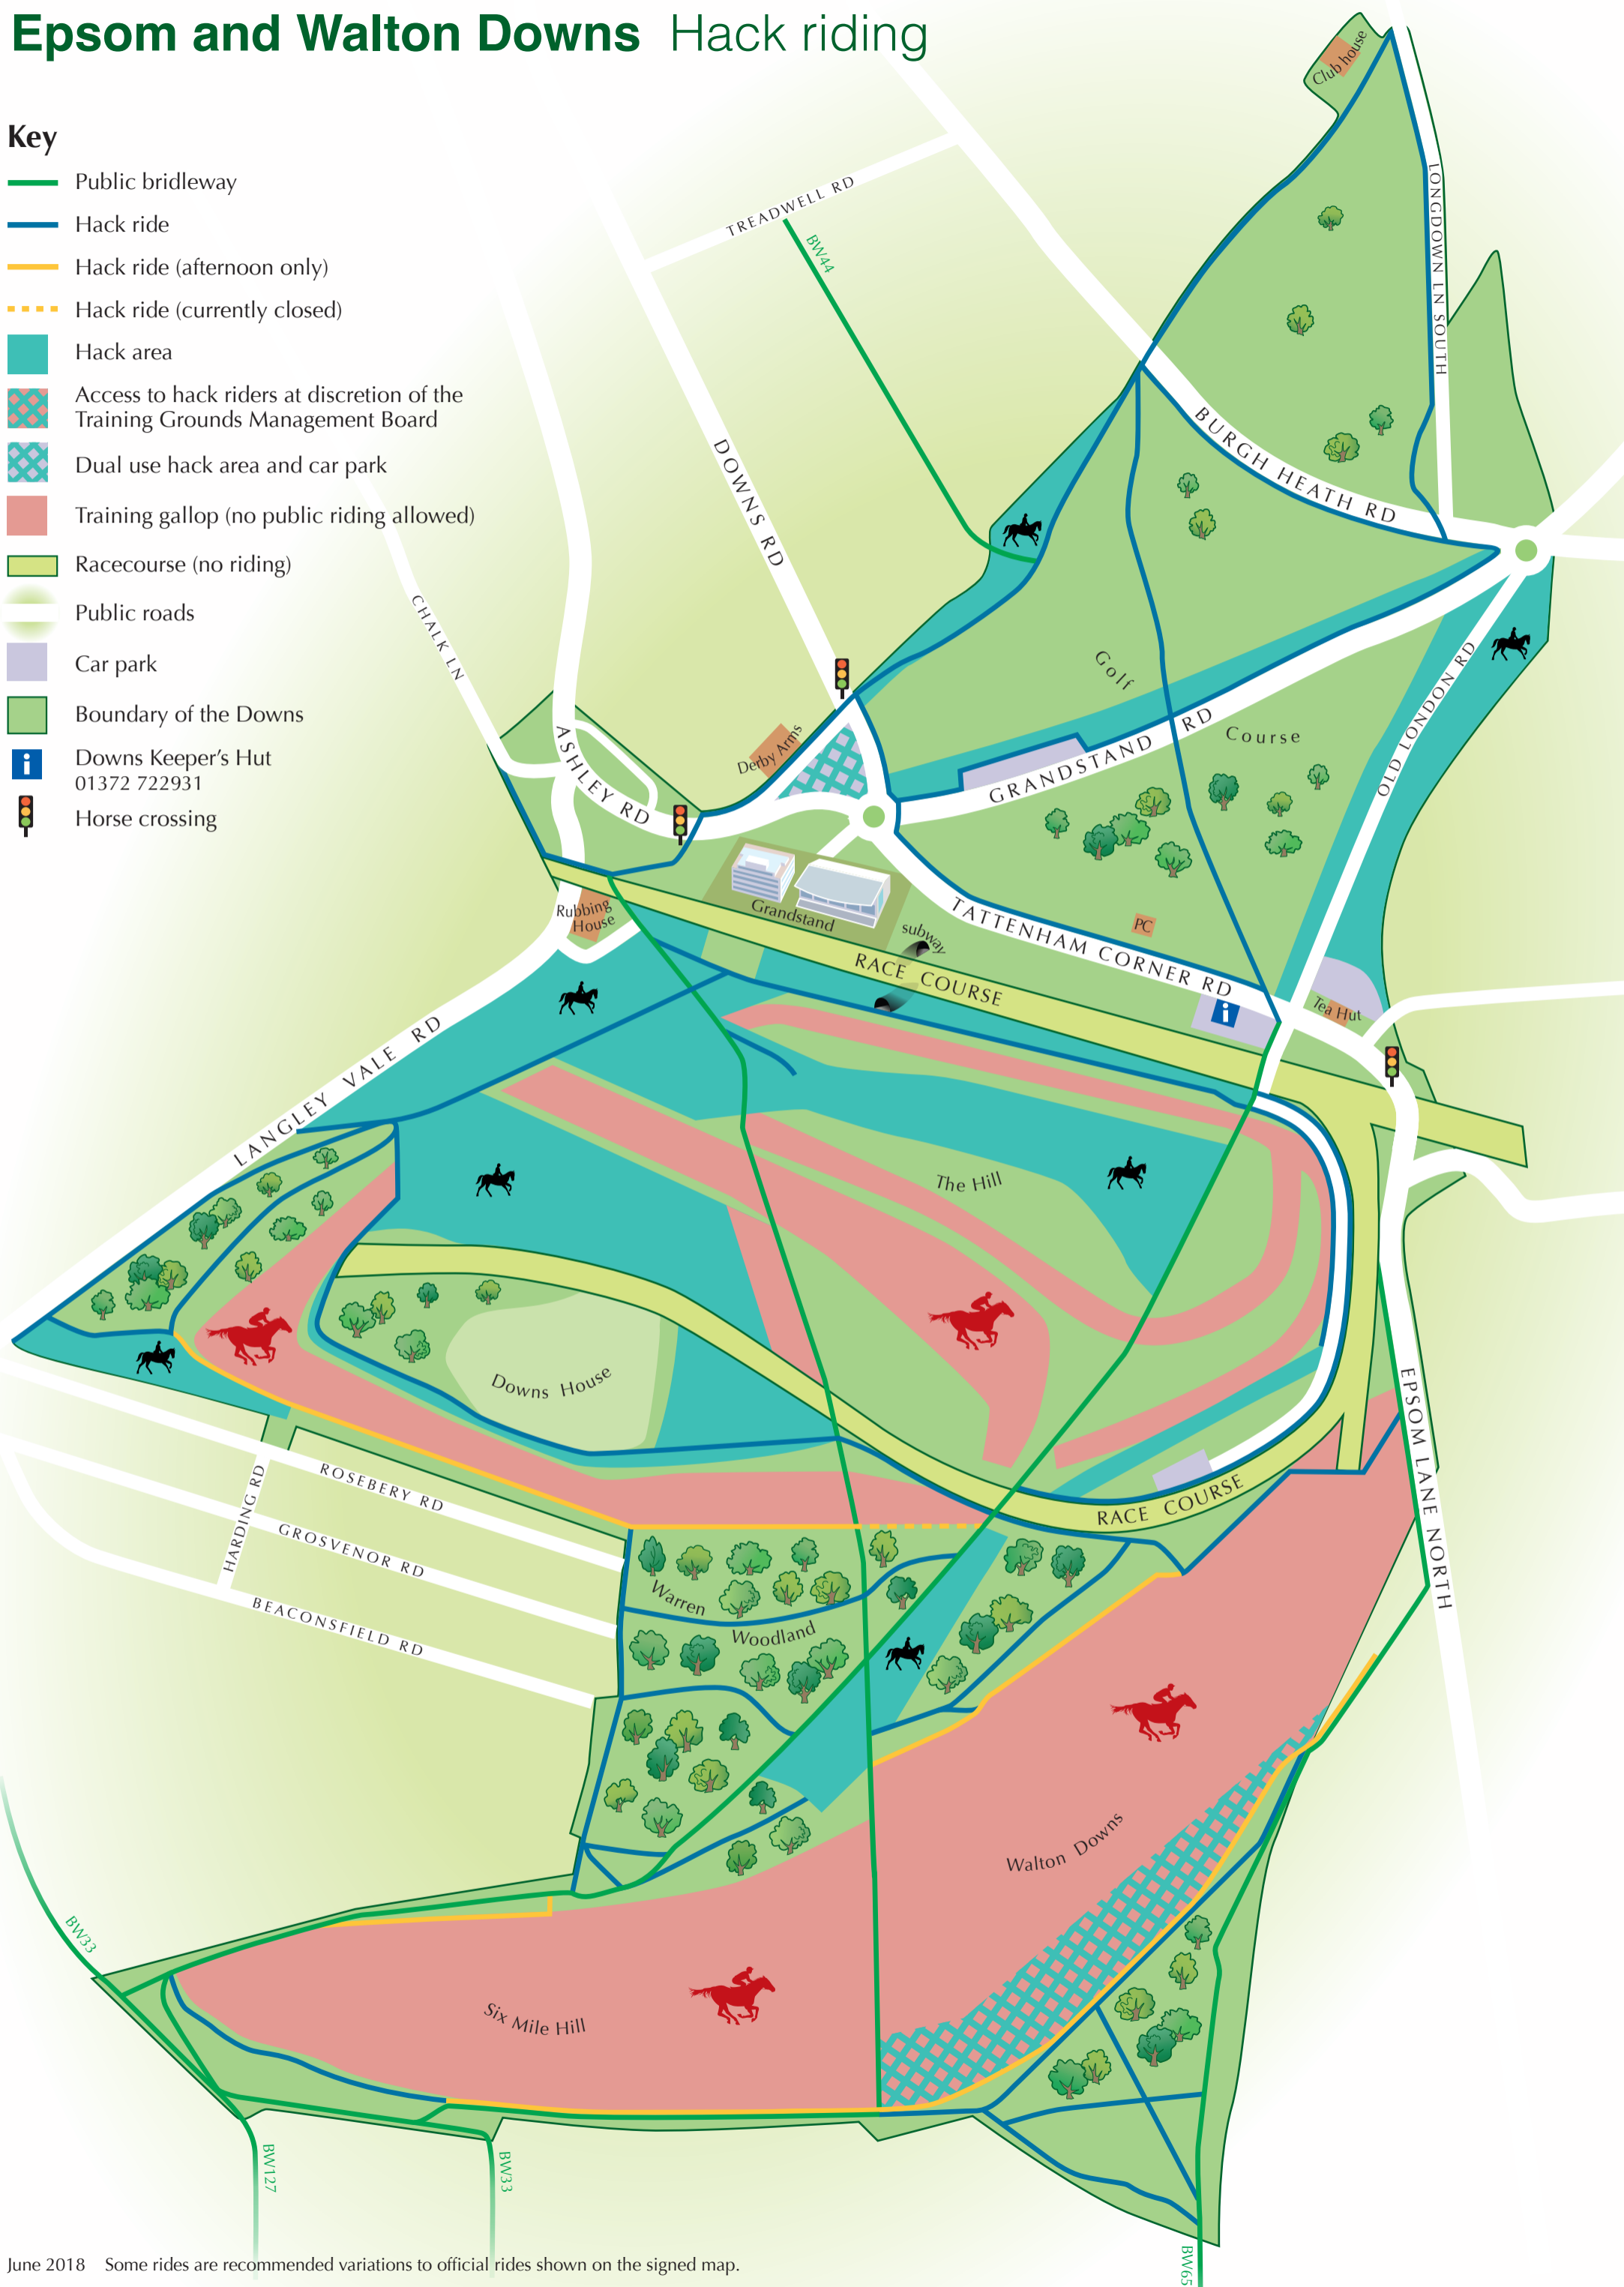 Epsom and Walton Downs Hack riding
Key
Public bridleway
Hack ride
Hack ride (afternoon only)
Hack ride (currently closed)
Hack area
Access to hack riders at discretion of the
Training Grounds Management Board
Dual use hack area and car park
Training gallop (no public riding allowed)
Racecourse (no riding)
Public roads
Car park
Boundary of the Downs
i
Downs Keeper's Hut
01372 722931
Horse crossing
Club house
LONGDOWN LN SOUTH
TREADWELL RD
BW44
BURGH HEATH RD
DOWNS RD
CHALK LN
ASHLEY RD
Derby Arms
Golf
Course
GRANDSTAND RD
OLD LONDON RD
Rubbing
House
Grandstand
subway
RACE COURSE
TATTENHAM CORNER RD
PC
i
Tea Hut
LANGLEY VALE RD
The Hill
Downs House
RACE COURSE
EPSOM LANE NORTH
ROSEBERY RD
HARDING RD
GROSVENOR RD
BEACONSFIELD RD
Warren
Woodland
Walton Downs
Six Mile Hill
BW33
BW127
BW33
BW65
June 2018 Some rides are recommended variations to official rides shown on the signed map.